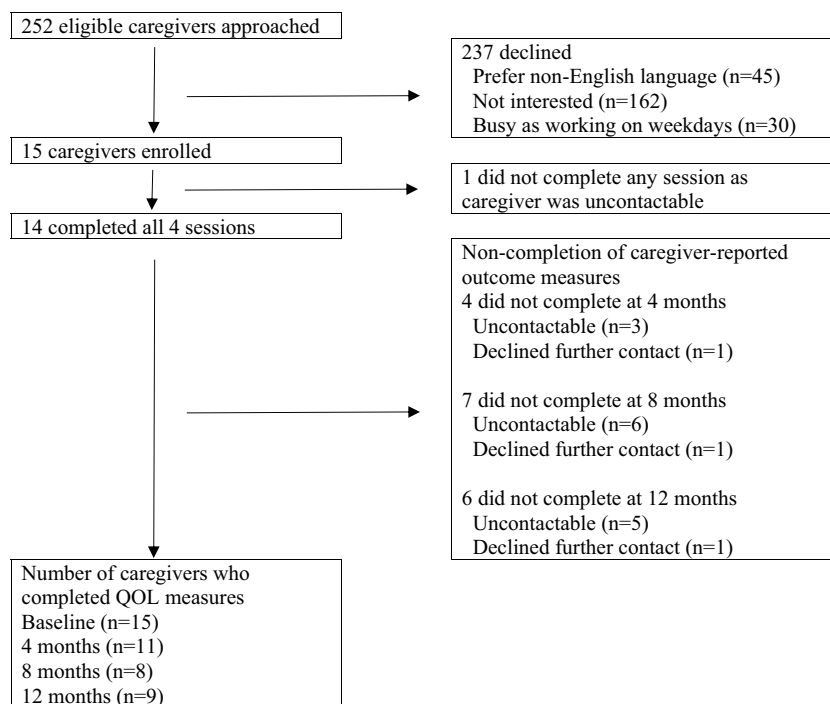 252 eligible caregivers approached
237 declined
Prefer non-English language (n=45)
Not interested (n=162)
Busy as working on weekdays (n=30)
15 caregivers enrolled
1 did not complete any session as
caregiver was uncontactable
14 completed all 4 sessions
Non-completion of caregiver-reported
outcome measures
4 did not complete at 4 months
Uncontactable (n=3)
Declined further contact (n=1)
7 did not complete at 8 months
Uncontactable (n=6)
Declined further contact (n=1)
6 did not complete at 12 months
Uncontactable (n=5)
Declined further contact (n=1)
Number of caregivers who
completed QOL measures
Baseline (n=15)
4 months (n=11)
8 months (n=8)
12 months (n=9)